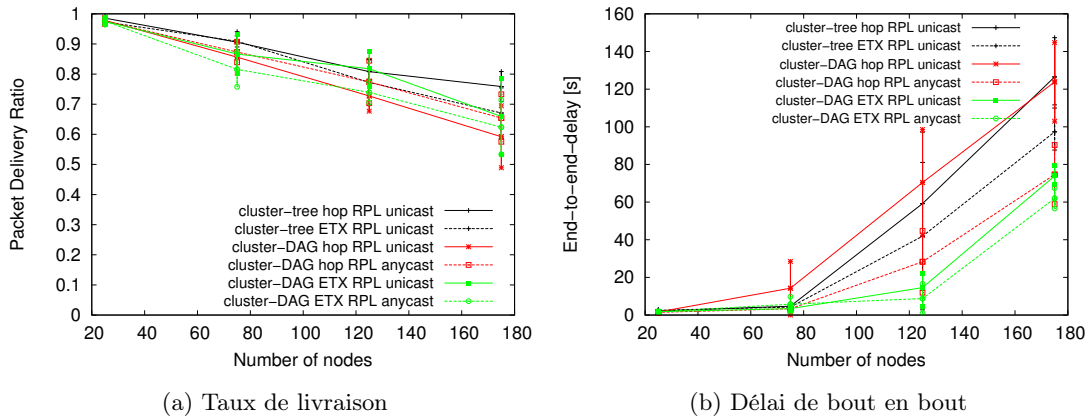 0
0.1
0.2
0.3
0.4
0.5
0.6
0.7
0.8
0.9
1
20 40 60 80 100 120 140 160 180
Packet Delivery Ratio
Number of nodes
cluster-tree hop RPL unicast
cluster-tree ETX RPL unicast
cluster-DAG hop RPL unicast
cluster-DAG hop RPL anycast
cluster-DAG ETX RPL unicast
cluster-DAG ETX RPL anycast
(a) Taux de livraison
0
20
40
60
80
100
120
140
160
20 40 60 80 100 120 140 160 180
End-to-end-delay [s]
Number of nodes
cluster-tree hop RPL unicast
cluster-tree ETX RPL unicast
cluster-DAG hop RPL unicast
cluster-DAG hop RPL anycast
cluster-DAG ETX RPL unicast
cluster-DAG ETX RPL anycast
(b) Délai de bout en bout